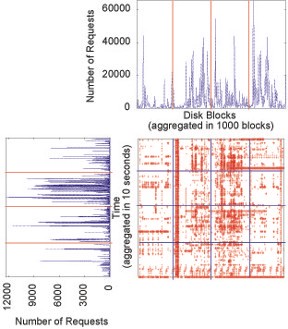 60000
40000
20000
0
Number of Requests
Disk Blocks
(aggregated in 1000 blocks)
Time
(aggregated in 10 seconds)
12000
9000
6000
3000
0
Number of Requests